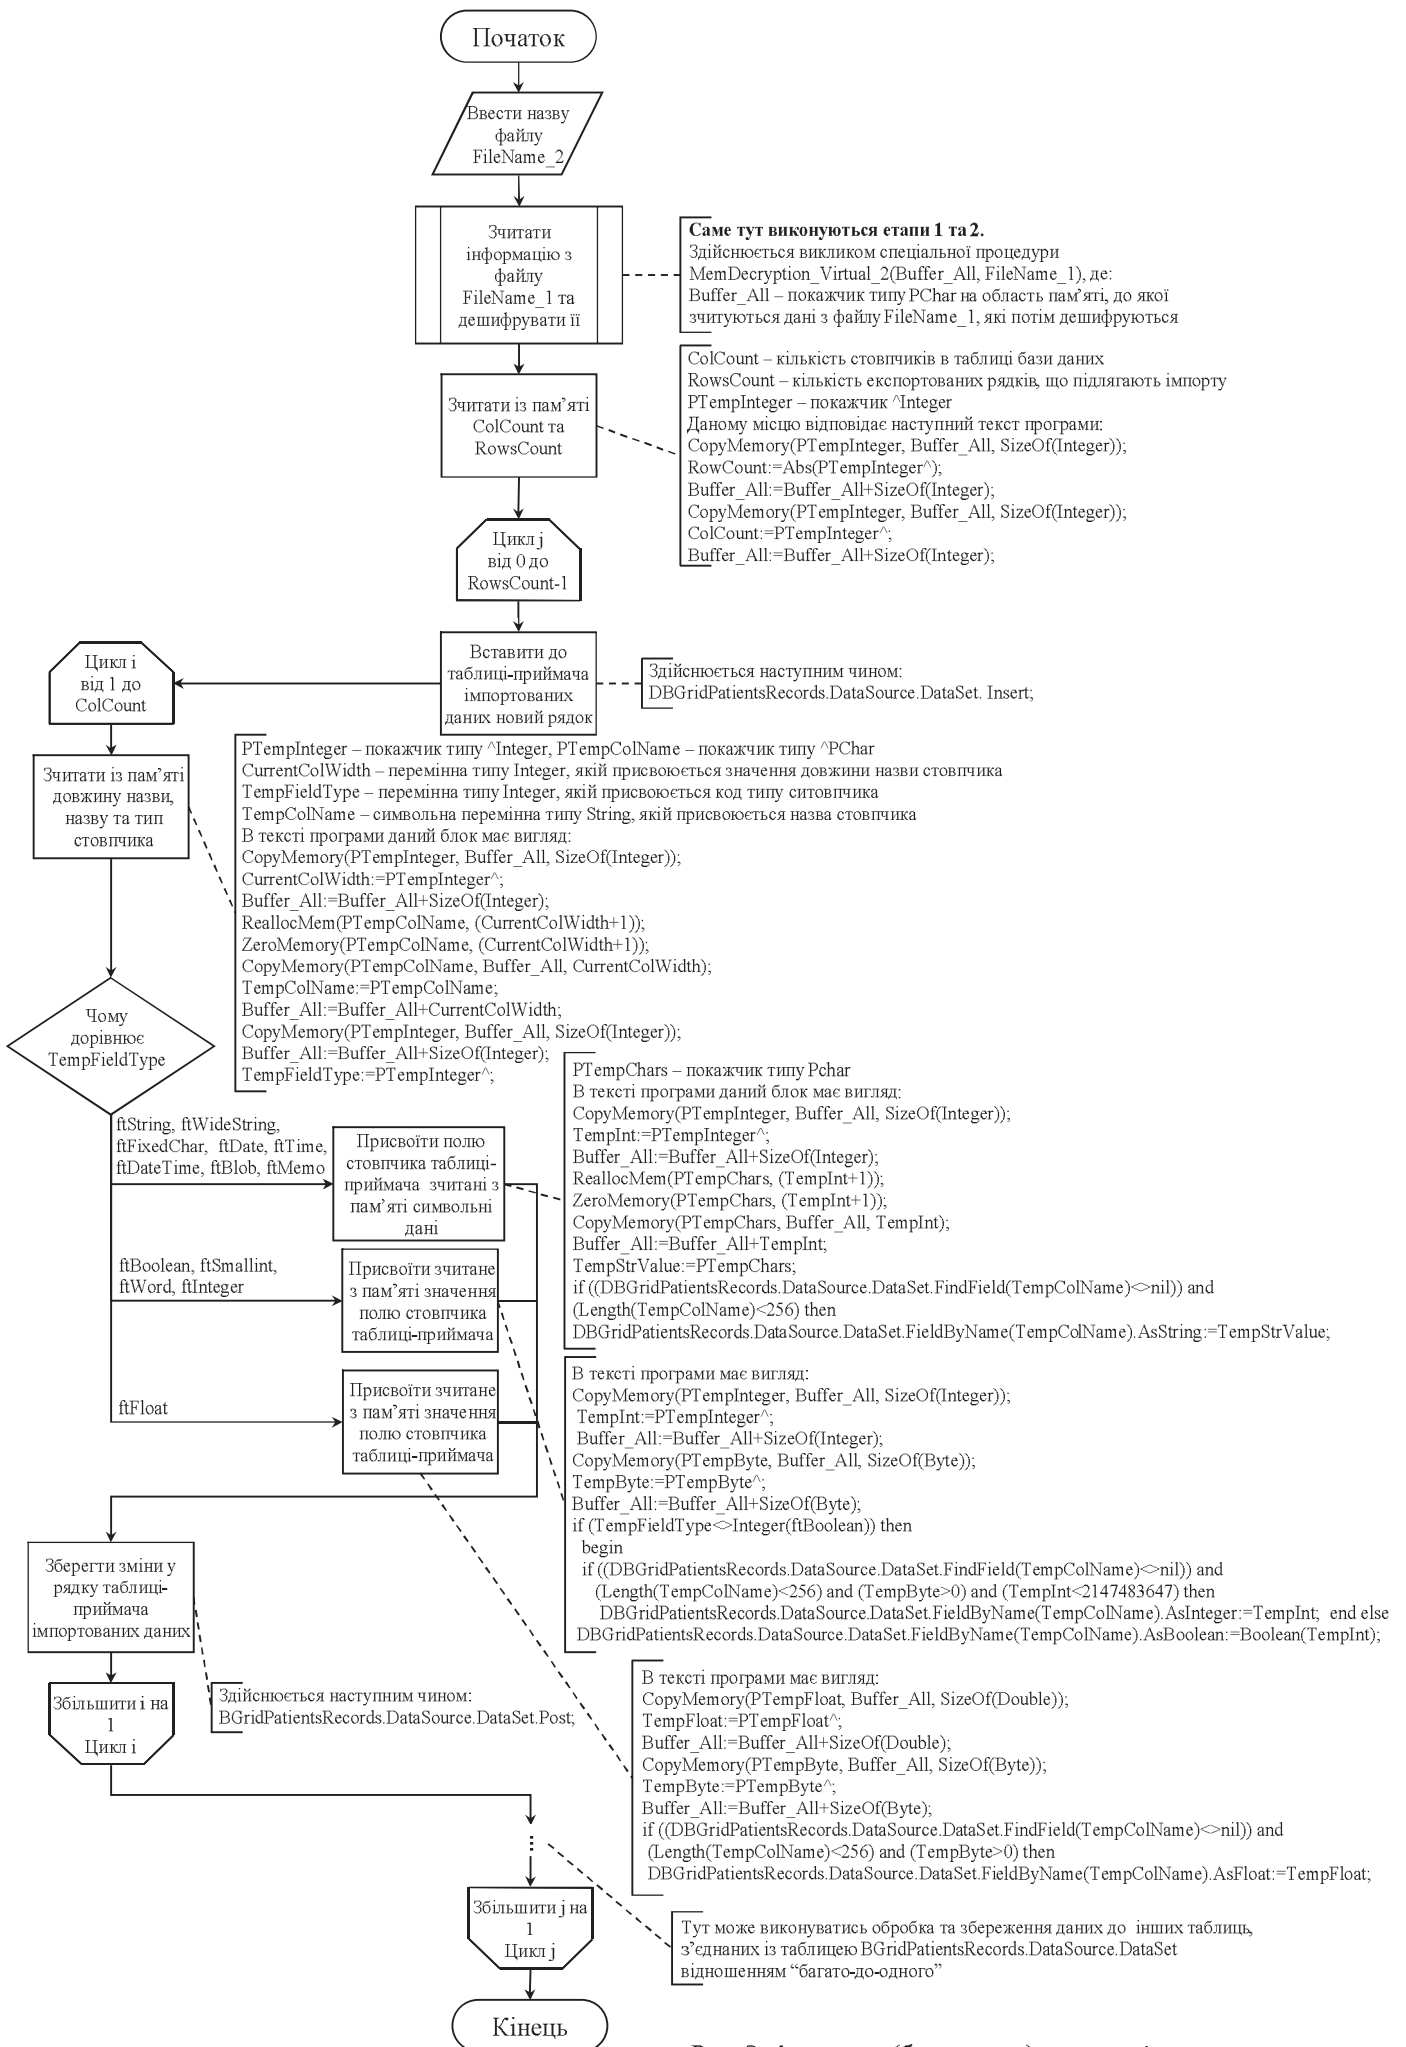 Початок
Ввести назву
файлу
FileName_2
Зчитати
інформацію з
файлу
FileName_1 та
дешифрувати її
Саме тут виконуються етапи 1 та 2.
Здійснюється викликом спеціальної процедури
MemDecryption_Virtual_2(Buffer_All, FileName_1), де:
Buffer_All – покажчик типу PChar на область пам’яті, до якої
зчитуються дані з файлу FileName_1, які потім дешифруються
Зчитати із пам’яті
ColCount та
RowsCount
ColCount – кількість стовпчиків в таблиці бази даних
RowsCount – кількість експортованих рядків, що підлягають імпорту
PTempInteger – покажчик ^Integer
Даному місцю відповідає наступний текст програми:
CopyMemory(PTempInteger, Buffer_All, SizeOf(Integer));
RowCount:=Abs(PTempInteger^);
Buffer_All:=Buffer_All+SizeOf(Integer);
CopyMemory(PTempInteger, Buffer_All, SizeOf(Integer));
ColCount:=PTempInteger^;
Buffer_All:=Buffer_All+SizeOf(Integer);
Цикл j
від 0 до
RowsCount-1
Вставити до
таблиці-приймача
імпортованих
даних новий рядок
Здійснюється наступним чином:
DBGridPatientsRecords.DataSource.DataSet. Insert;
Цикл i
від 1 до
ColCount
Зчитати із пам’яті
довжину назви,
назву та тип
стовпчика
PTempInteger – покажчик типу ^Integer, PTempColName – покажчик типу ^PChar
CurrentColWidth – перемінна типу Integer, якій присвоюється значення довжини назви стовпчика
TempFieldType – перемінна типу Integer, якій присвоюється код типу ситовпчика
TempColName – символьна перемінна типу String, якій присвоюється назва стовпчика
В тексті програми даний блок має вигляд:
CopyMemory(PTempInteger, Buffer_All, SizeOf(Integer));
CurrentColWidth:=PTempInteger^;
Buffer_All:=Buffer_All+SizeOf(Integer);
ReallocMem(PTempColName, (CurrentColWidth+1));
ZeroMemory(PTempColName, (CurrentColWidth+1));
CopyMemory(PTempColName, Buffer_All, CurrentColWidth);
TempColName:=PTempColName;
Buffer_All:=Buffer_All+CurrentColWidth;
CopyMemory(PTempInteger, Buffer_All, SizeOf(Integer));
Buffer_All:=Buffer_All+SizeOf(Integer);
TempFieldType:=PTempInteger^;
Чому
дорівнює
TempFieldType
ftString, ftWideString,
ftFixedChar, ftDate, ftTime,
ftDateTime, ftBlob, ftMemo
Присвоїти полю
стовпчика таблиці-
приймача зчитані з
пам’яті символьні
дані
PTempChars – покажчик типу Pchar
В тексті програми даний блок має вигляд:
CopyMemory(PTempInteger, Buffer_All, SizeOf(Integer));
TempInt:=PTempInteger^;
Buffer_All:=Buffer_All+SizeOf(Integer);
ReallocMem(PTempChars, (TempInt+1));
ZeroMemory(PTempChars, (TempInt+1));
CopyMemory(PTempChars, Buffer_All, TempInt);
Buffer_All:=Buffer_All+TempInt;
TempStrValue:=PTempChars;
if ((DBGridPatientsRecords.DataSource.DataSet.FindField(TempColName)<>nil)) and
(Length(TempColName)<256) then
DBGridPatientsRecords.DataSource.DataSet.FieldByName(TempColName).AsString:=TempStrValue;
ftBoolean, ftSmallint,
ftWord, ftInteger
Присвоїти зчитане
з пам’яті значення
полю стовпчика
таблиці-приймача
ftFloat
Присвоїти зчитане
з пам’яті значення
полю стовпчика
таблиці-приймача
В тексті програми має вигляд:
CopyMemory(PTempInteger, Buffer_All, SizeOf(Integer));
TempInt:=PTempInteger^;
Buffer_All:=Buffer_All+SizeOf(Integer);
CopyMemory(PTempByte, Buffer_All, SizeOf(Byte));
TempByte:=PTempByte^;
Buffer_All:=Buffer_All+SizeOf(Byte);
if (TempFieldType<>Integer(ftBoolean)) then
begin
if ((DBGridPatientsRecords.DataSource.DataSet.FindField(TempColName)<>nil)) and
(Length(TempColName)<256) and (TempByte>0) and (TempInt<2147483647) then
DBGridPatientsRecords.DataSource.DataSet.FieldByName(TempColName).AsInteger:=TempInt; end else
DBGridPatientsRecords.DataSource.DataSet.FieldByName(TempColName).AsBoolean:=Boolean(TempInt);
Зберегти зміни у
рядку таблиці-
приймача
імпортованих даних
Здійснюється наступним чином:
BGridPatientsRecords.DataSource.DataSet.Post;
Збільшити i на
1
Цикл i
В тексті програми має вигляд:
CopyMemory(PTempFloat, Buffer_All, SizeOf(Double));
TempFloat:=PTempFloat^;
Buffer_All:=Buffer_All+SizeOf(Double);
CopyMemory(PTempByte, Buffer_All, SizeOf(Byte));
TempByte:=PTempByte^;
Buffer_All:=Buffer_All+SizeOf(Byte);
if ((DBGridPatientsRecords.DataSource.DataSet.FindField(TempColName)<>nil)) and
(Length(TempColName)<256) and (TempByte>0) then
DBGridPatientsRecords.DataSource.DataSet.FieldByName(TempColName).AsFloat:=TempFloat;
Збільшити j на
1
Цикл j
Тут може виконуватись обробка та збереження даних до інших таблиць,
з’єднаних із таблицею BGridPatientsRecords.DataSource.DataSet
відношенням “багато-до-одного”
Кінець